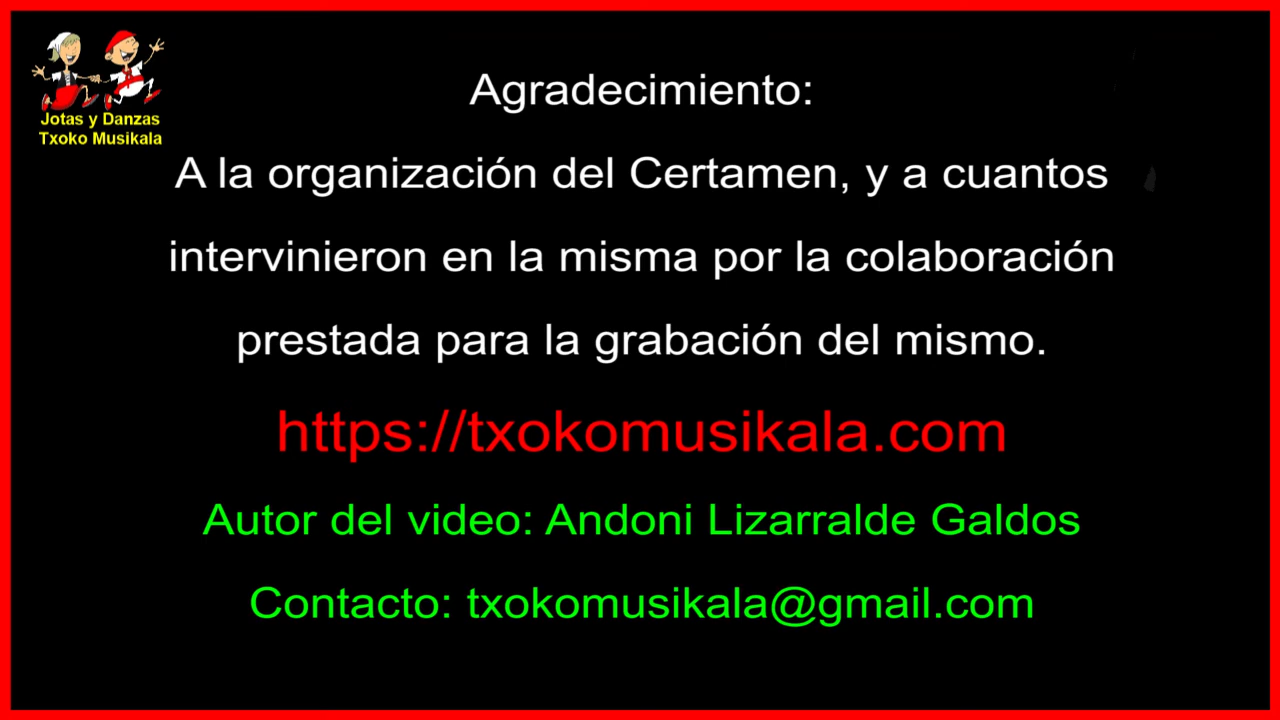 Jotas y Danzas
Txoko Musikala
Agradecimiento:
A la organización del Certamen, y a cuantos
intervinieron en la misma por la colaboración
prestada para la grabación del mismo.
https://txokomusikala.com
Autor del video: Andoni Lizarralde Galdos
Contacto: txokomusikala@gmail.com